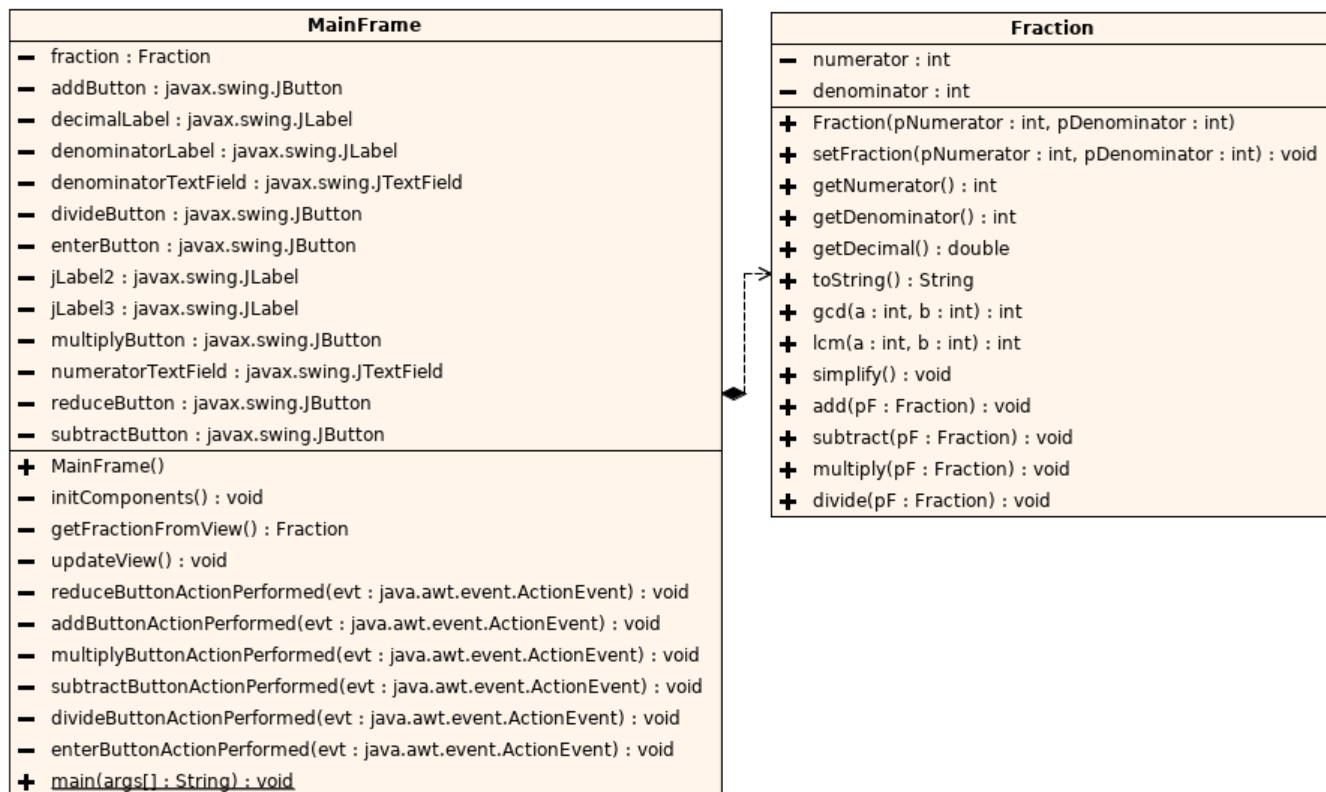 MainFrame
− fraction : Fraction
− addButton : javax.swing.JButton
− decimalLabel : javax.swing.JLabel
− denominatorLabel : javax.swing.JLabel
− denominatorTextField : javax.swing.JTextField
− divideButton : javax.swing.JButton
− enterButton : javax.swing.JButton
− jLabel2 : javax.swing.JLabel
− jLabel3 : javax.swing.JLabel
− multiplyButton : javax.swing.JButton
− numeratorTextField : javax.swing.JTextField
− reduceButton : javax.swing.JButton
− subtractButton : javax.swing.JButton
+ MainFrame()
− initComponents() : void
− getFractionFromView() : Fraction
− updateView() : void
− reduceButtonActionPerformed(evt : java.awt.event.ActionEvent) : void
− addButtonActionPerformed(evt : java.awt.event.ActionEvent) : void
− multiplyButtonActionPerformed(evt : java.awt.event.ActionEvent) : void
− subtractButtonActionPerformed(evt : java.awt.event.ActionEvent) : void
− divideButtonActionPerformed(evt : java.awt.event.ActionEvent) : void
− enterButtonActionPerformed(evt : java.awt.event.ActionEvent) : void
+ main(args[] : String) : void
Fraction
− numerator : int
− denominator : int
+ Fraction(pNumerator : int, pDenominator : int)
+ setFraction(pNumerator : int, pDenominator : int) : void
+ getNumerator() : int
+ getDenominator() : int
+ getDecimal() : double
+ toString() : String
+ gcd(a : int, b : int) : int
+ lcm(a : int, b : int) : int
+ simplify() : void
+ add(pF : Fraction) : void
+ subtract(pF : Fraction) : void
+ multiply(pF : Fraction) : void
+ divide(pF : Fraction) : void